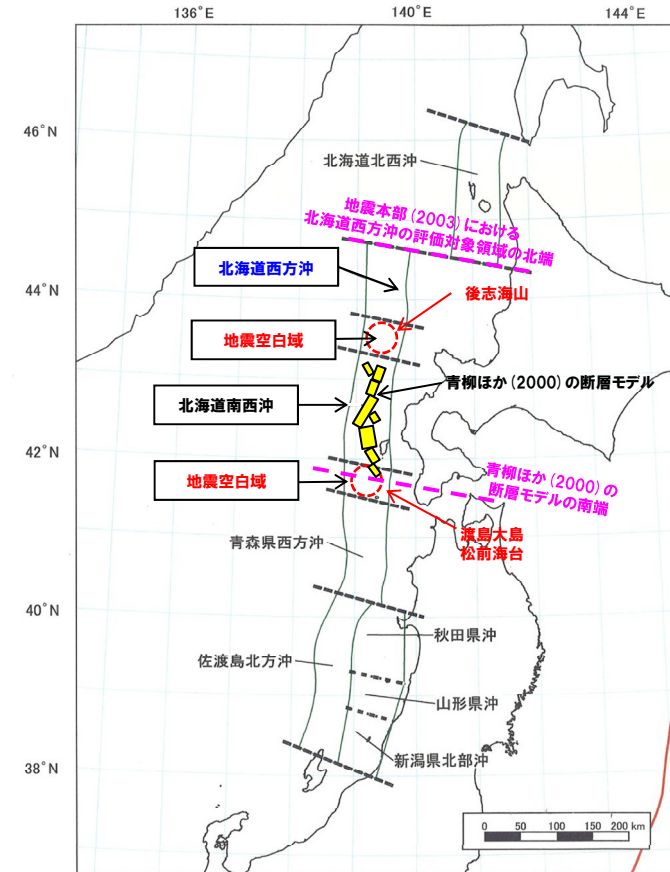 136°E 140°E 144°E
46°N
北海道北西沖
地震本部(2003)における
北海道西方沖の評価対象領域の北端
北海道西方沖
44°N
後志海山
地震空白域
青柳ほか(2000)の断層モデル
北海道南西沖
42°N
青柳ほか(2000)の
断層モデルの南端
地震空白域
渡島大島
松前海台
青森県西方沖
40°N
秋田県沖
佐渡島北方沖
山形県沖
新潟県北部沖
38°N
0 50 100 150 200 km